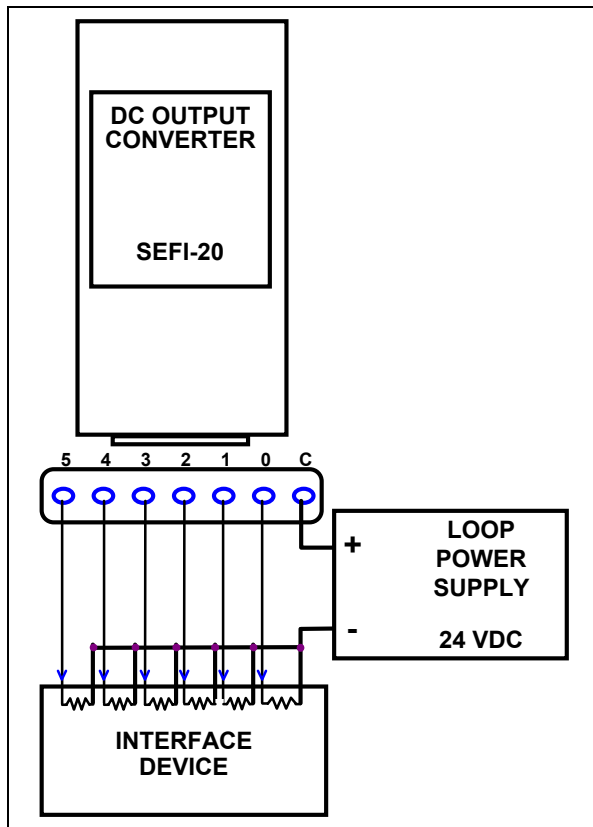 DC OUTPUT
CONVERTER
SEFI-20
5 4 3 2 1 0 C
+ LOOP
POWER
SUPPLY
- 24 VDC
INTERFACE
DEVICE